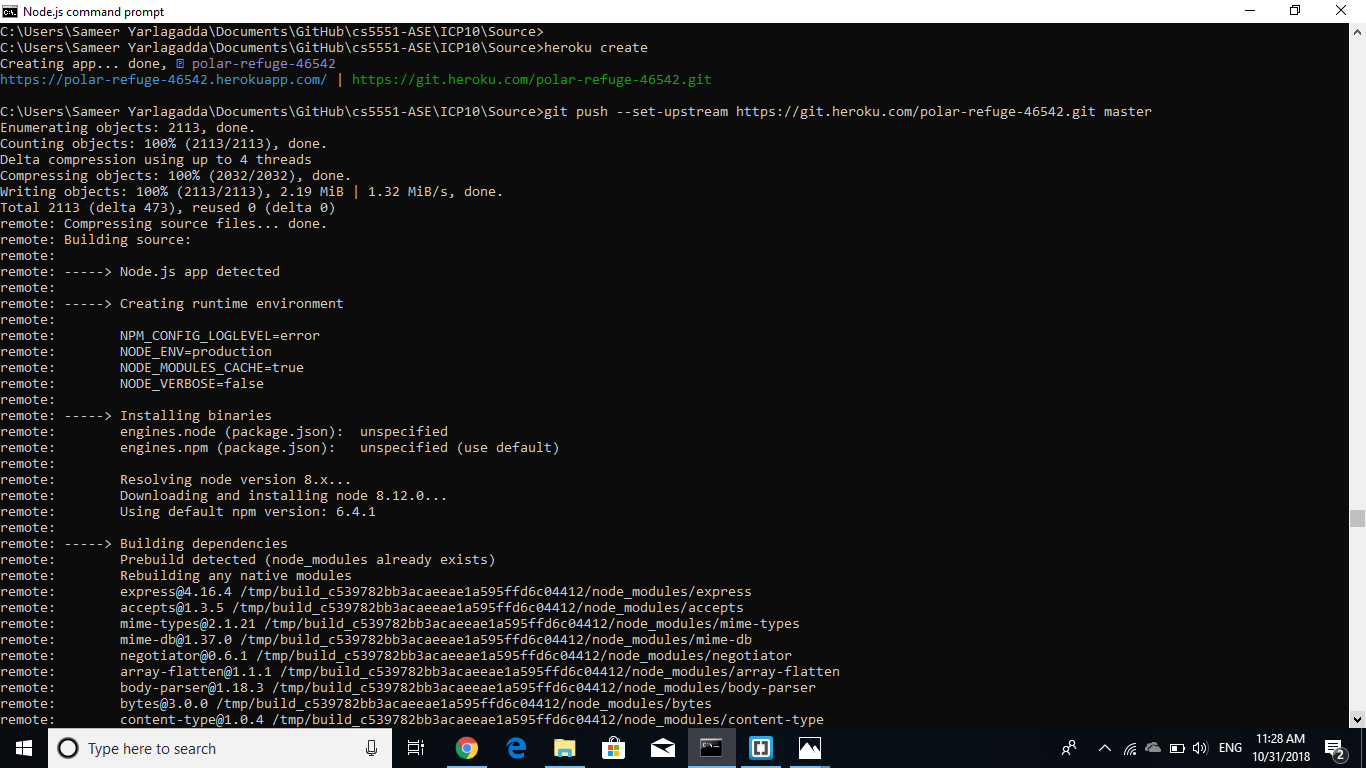 Node.js command prompt
C:\Users\Sameer Yarlagadda\Documents\GitHub\cs5551-ASE\ICP10\Source>
C:\Users\Sameer Yarlagadda\Documents\GitHub\cs5551-ASE\ICP10\Source>heroku create
Creating app... done, polar-refuge-46542
https://polar-refuge-46542.herokuapp.com/ | https://git.heroku.com/polar-refuge-46542.git
C:\Users\Sameer Yarlagadda\Documents\GitHub\cs5551-ASE\ICP10\Source>git push --set-upstream https://git.heroku.com/polar-refuge-46542.git master
Enumerating objects: 2113, done.
Counting objects: 100% (2113/2113), done.
Delta compression using up to 4 threads
Compressing objects: 100% (2032/2032), done.
Writing objects: 100% (2113/2113), 2.19 MiB | 1.32 MiB/s, done.
Total 2113 (delta 473), reused 0 (delta 0)
remote: Compressing source files... done.
remote: Building source:
remote:
remote: -----> Node.js app detected
remote:
remote: -----> Creating runtime environment
remote:
remote:        NPM_CONFIG_LOGLEVEL=error
remote:        NODE_ENV=production
remote:        NODE_MODULES_CACHE=true
remote:        NODE_VERBOSE=false
remote:
remote: -----> Installing binaries
remote:        engines.node (package.json):  unspecified
remote:        engines.npm (package.json):   unspecified (use default)
remote:
remote:        Resolving node version 8.x...
remote:        Downloading and installing node 8.12.0...
remote:        Using default npm version: 6.4.1
remote:
remote: -----> Building dependencies
remote:        Prebuild detected (node_modules already exists)
remote:        Rebuilding any native modules
remote:        express@4.16.4 /tmp/build_c539782bb3acaeeae1a595ffd6c04412/node_modules/express
remote:        accepts@1.3.5 /tmp/build_c539782bb3acaeeae1a595ffd6c04412/node_modules/accepts
remote:        mime-types@2.1.21 /tmp/build_c539782bb3acaeeae1a595ffd6c04412/node_modules/mime-types
remote:        mime-db@1.37.0 /tmp/build_c539782bb3acaeeae1a595ffd6c04412/node_modules/mime-db
remote:        negotiator@0.6.1 /tmp/build_c539782bb3acaeeae1a595ffd6c04412/node_modules/negotiator
remote:        array-flatten@1.1.1 /tmp/build_c539782bb3acaeeae1a595ffd6c04412/node_modules/array-flatten
remote:        body-parser@1.18.3 /tmp/build_c539782bb3acaeeae1a595ffd6c04412/node_modules/body-parser
remote:        bytes@3.0.0 /tmp/build_c539782bb3acaeeae1a595ffd6c04412/node_modules/bytes
remote:        content-type@1.0.4 /tmp/build_c539782bb3acaeeae1a595ffd6c04412/node_modules/content-type
Type here to search
ENG
11:28 AM
10/31/2018
2